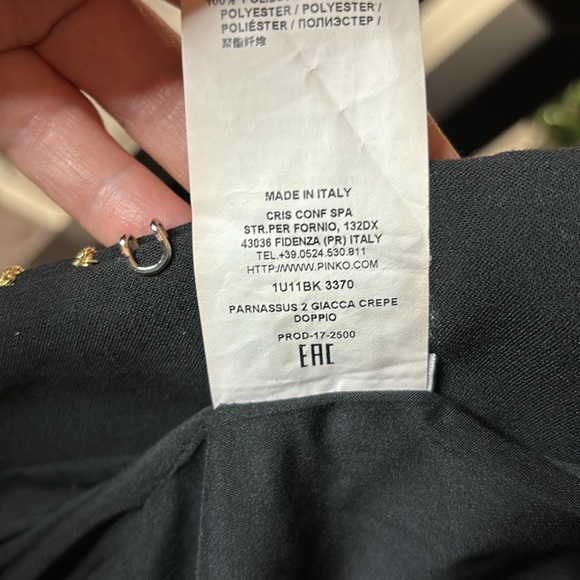 100% POLIESTERE
POLYESTER / POLYESTER /
POLIÉSTER / ПОЛИЭСТЕР /
聚酯纤维
MADE IN ITALY
CRIS CONF SPA
STR.PER FORNIO, 132DX
43036 FIDENZA (PR) ITALY
TEL.+39.0524.530.811
HTTP://WWW.PINKO.COM
1U11BK 3370
PARNASSUS 2 GIACCA CREPE
DOPPIO
PROD-17-2500
EAC